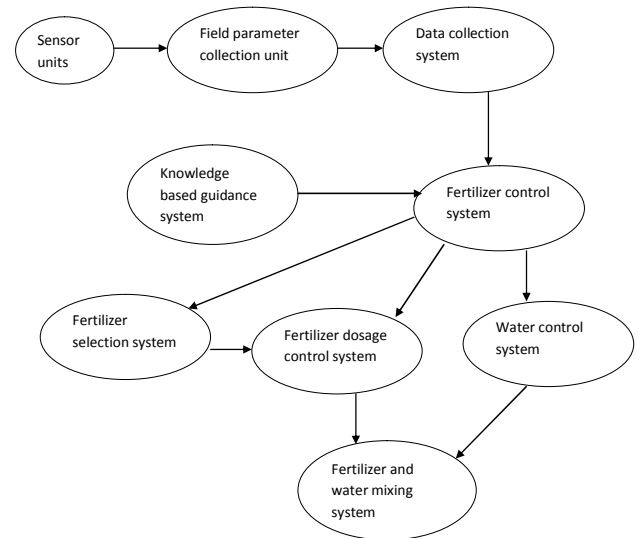 Sensor
units
Field parameter
collection unit
Data collection
system
Knowledge
based guidance
system
Fertilizer control
system
Fertilizer
selection system
Fertilizer dosage
control system
Water control
system
Fertilizer and
water mixing
system